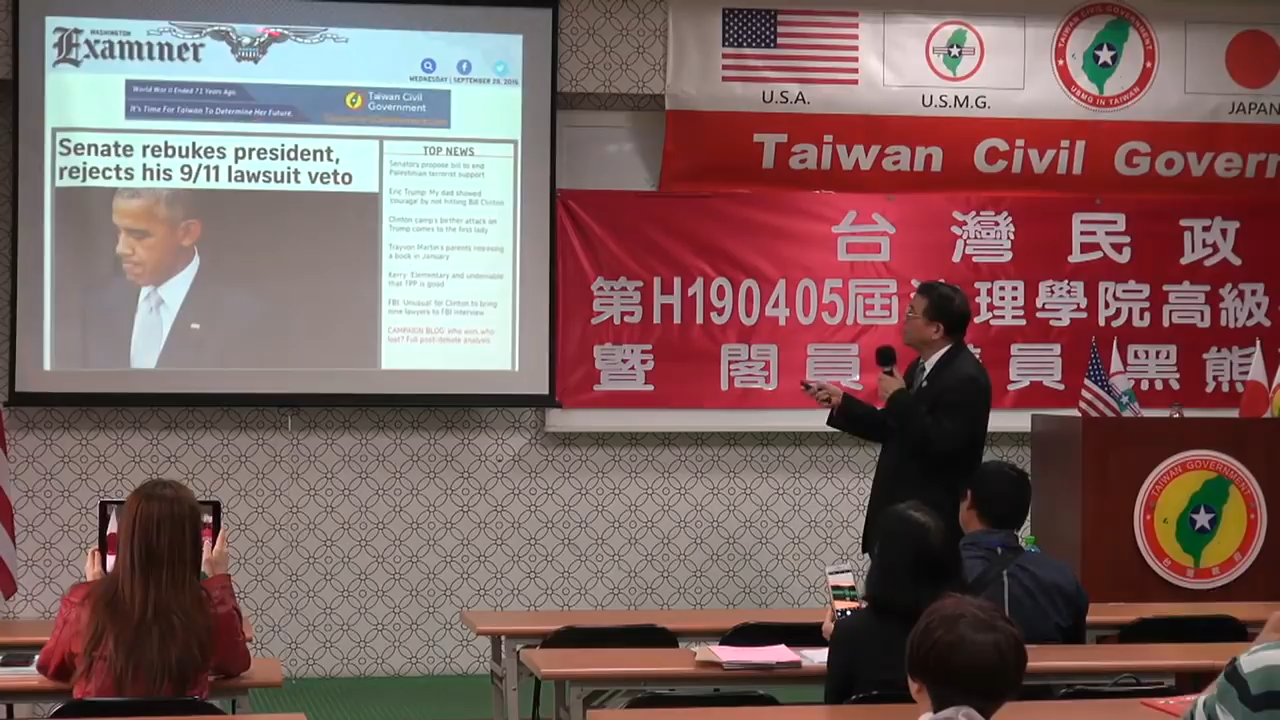 WASHINGTON
Examiner
WEDNESDAY | SEPTEMBER 28, 2016
World War II Ended 71 Years Ago.
It's Time For Taiwan To Determine Her Future.
Taiwan Civil
Government
Senate rebukes president,
rejects his 9/11 lawsuit veto
TOP NEWS
Senators propose bill to end
Palestinian terrorist support
Eric Trump: My dad showed
'courage' by not hitting Bill Clinton
Clinton camp's birther attack on
Trump comes to the first lady
Trayvon Martin's parents releasing
a book in January
Kerry: 'Elementary and undeniable
that TPP is good'
FBI: 'Unusual' for Clinton to bring
nine lawyers to FBI interview
CAMPAIGN BLOG: Who won, who
lost? Full post-debate analysis
U.S.A.
U.S.M.G.
TAIWAN CIVIL GOVERNMENT
USMG IN TAIWAN
JAPAN
Taiwan Civil Govern
台灣民政
第H190405屆 理學院高級
暨 閣員 員 黑熊
TAIWAN GOVERNMENT